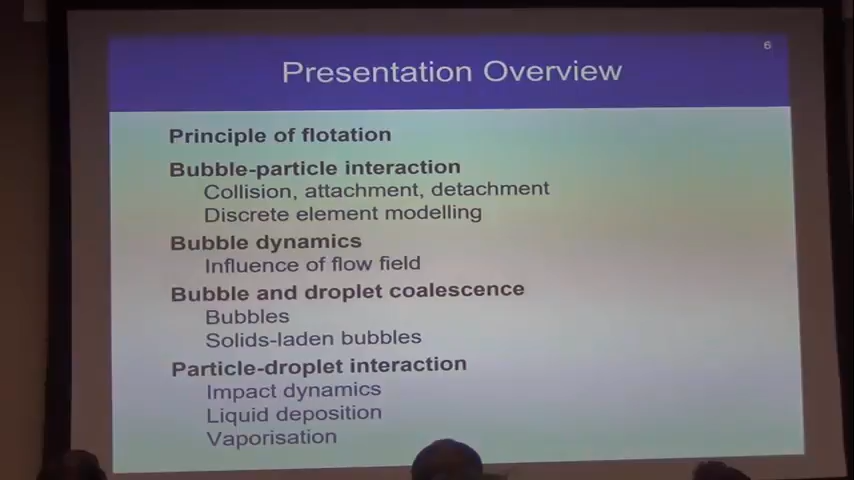 6
Presentation Overview
Principle of flotation
Bubble-particle interaction
Collision, attachment, detachment
Discrete element modelling
Bubble dynamics
Influence of flow field
Bubble and droplet coalescence
Bubbles
Solids-laden bubbles
Particle-droplet interaction
Impact dynamics
Liquid deposition
Vaporisation